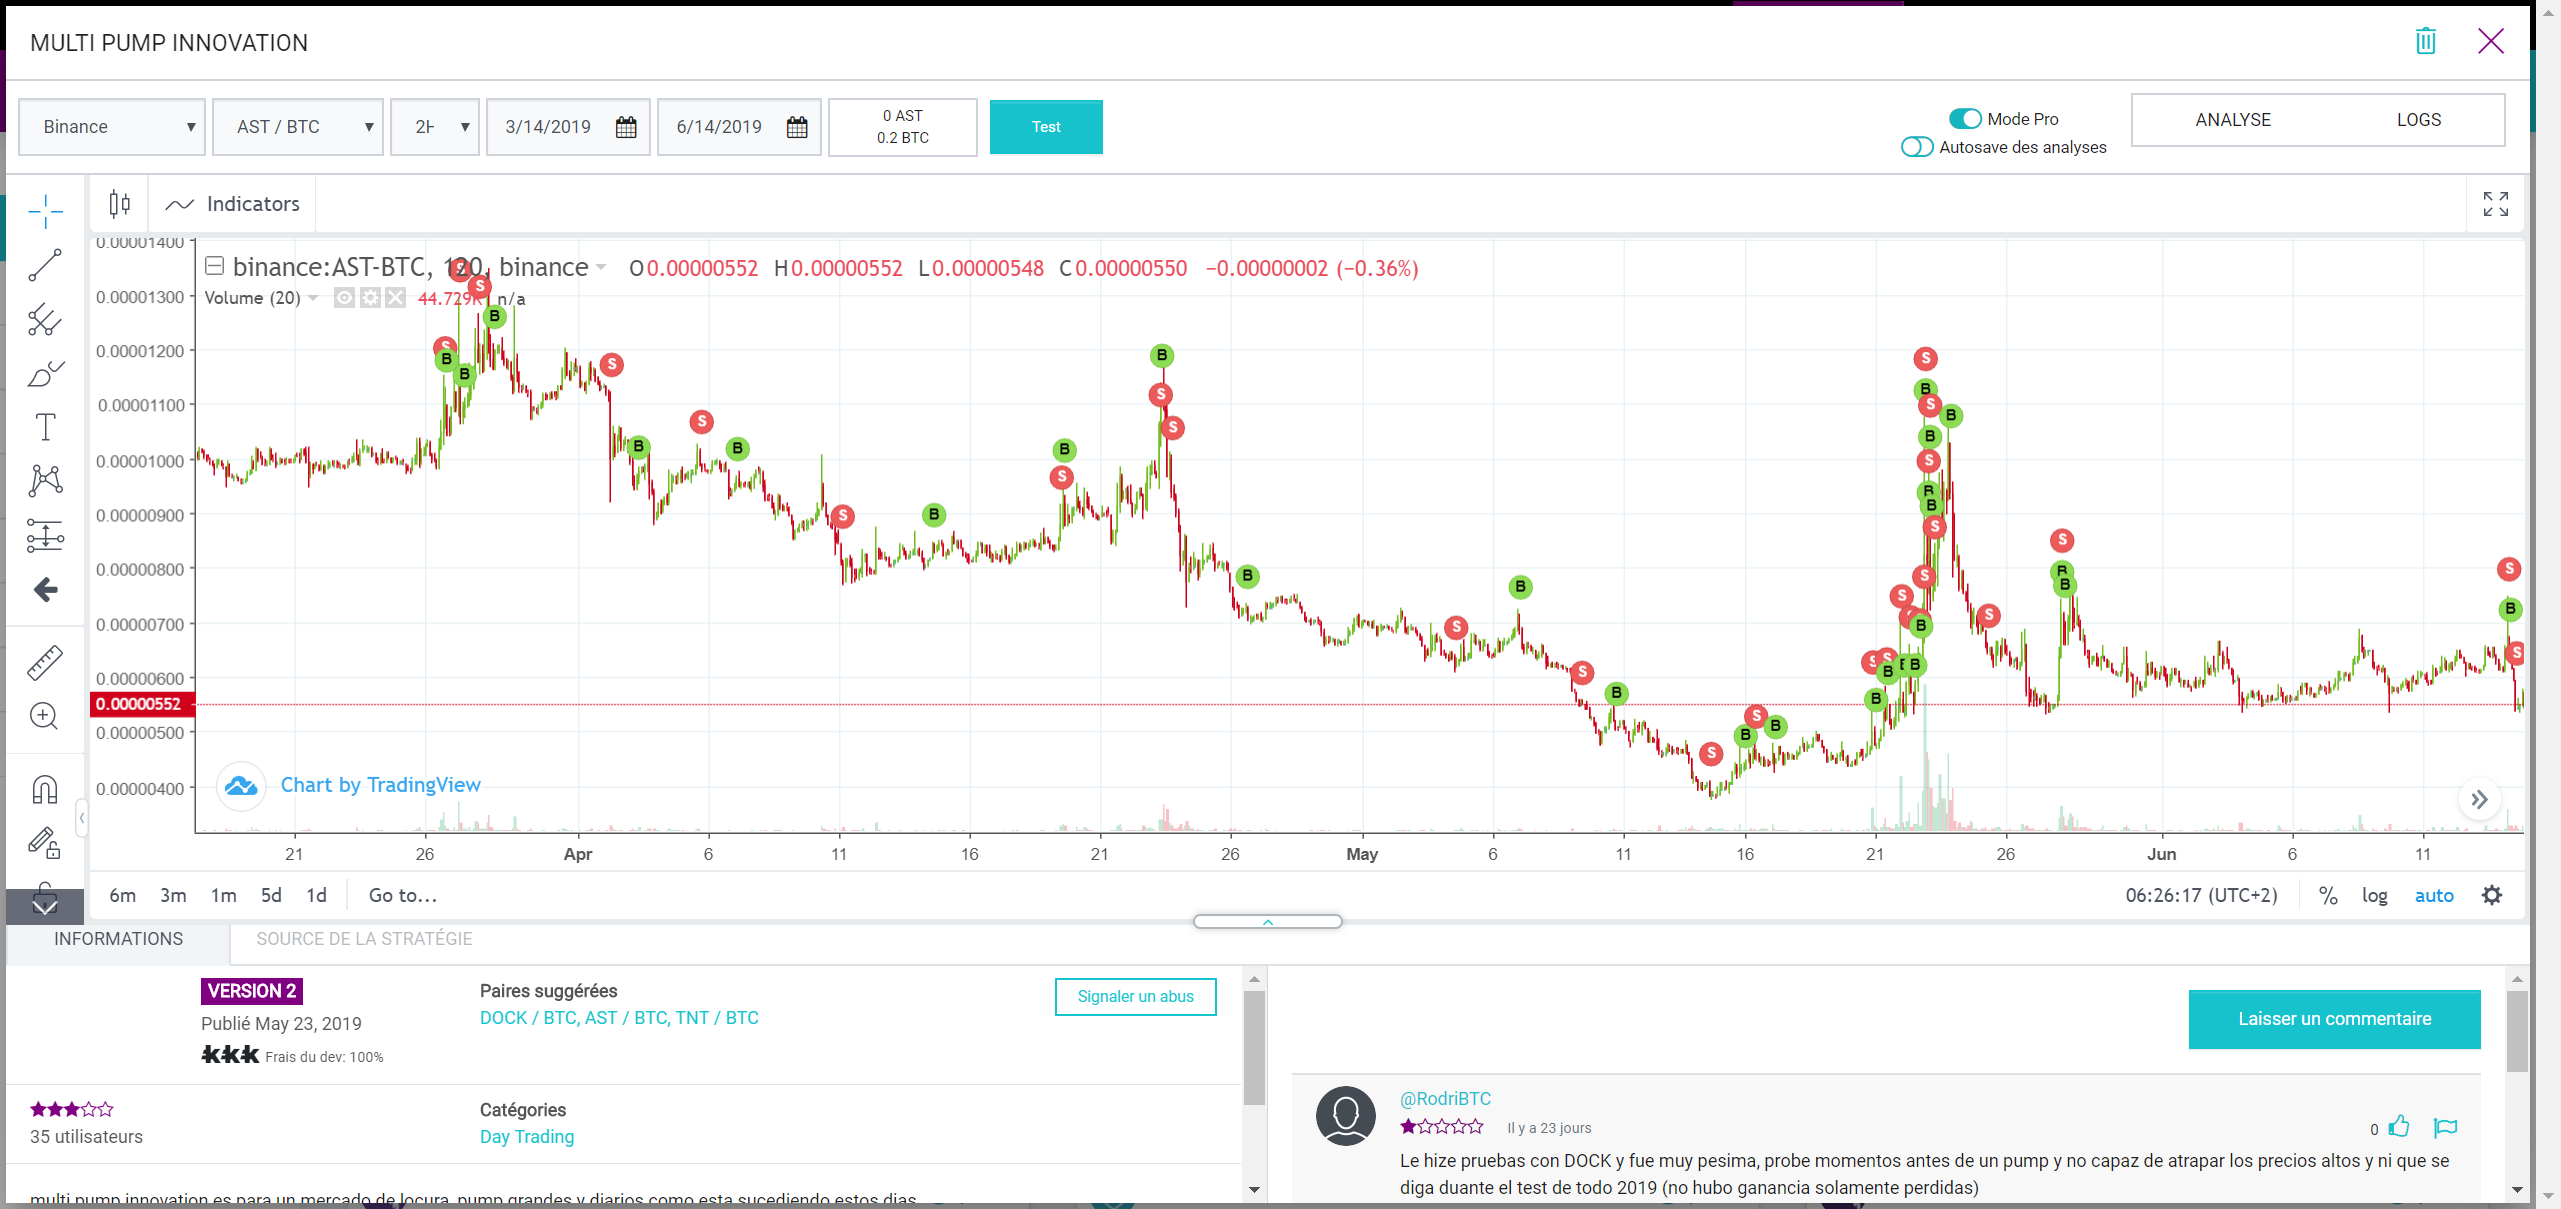 MULTI PUMP INNOVATION
Binance
AST / BTC
3/14/2019
6/14/2019
0 AST
0.2 BTC
Test
Mode Pro
Autosave des analyses
ANALYSE
LOGS
Indicators
binance:AST-BTC, 120, binance
O0.00000552 H0.00000552 L0.00000548 C0.00000550 −0.00000002 (−0.36%)
Volume (20)
44.729K n/a
0.00001400
0.00001300
0.00001200
0.00001100
0.00001000
0.00000900
0.00000800
0.00000700
0.00000600
0.00000552
0.00000500
0.00000400
Chart by TradingView
21 26 Apr 6 11 16 21 26 May 6 11 16 21 26 Jun 6 11
6m 3m 1m 5d 1d Go to...
06:26:17 (UTC+2) % log auto
INFORMATIONS
SOURCE DE LA STRATÉGIE
VERSION 2
Publié May 23, 2019
Frais du dev: 100%
Paires suggérées
DOCK / BTC, AST / BTC, TNT / BTC
Signaler un abus
35 utilisateurs
Catégories
Day Trading
multi pump innovation es para un mercado de locura, pump grandes y diarios como esta sucediendo estos dias
Laisser un commentaire
@RodriBTC
Il y a 23 jours
0
Le hize pruebas con DOCK y fue muy pesima, probe momentos antes de un pump y no capaz de atrapar los precios altos y ni que se
diga duante el test de todo 2019 (no hubo ganancia solamente perdidas)